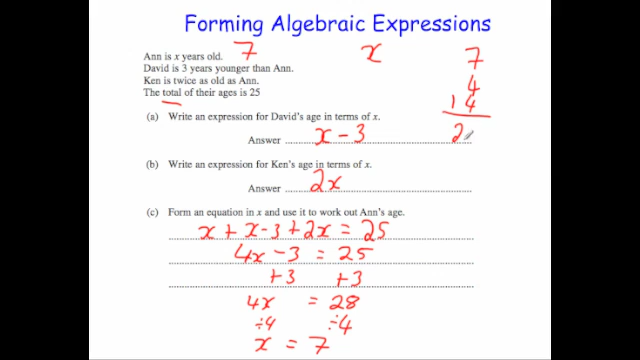 Forming Algebraic Expressions
Ann is x years old. 7 x 7
David is 3 years younger than Ann.
Ken is twice as old as Ann. 4
The total of their ages is 25 14
(a) Write an expression for David's age in terms of x.
Answer x - 3 2
(b) Write an expression for Ken's age in terms of x.
Answer 2x
(c) Form an equation in x and use it to work out Ann's age.
x + x - 3 + 2x = 25
4x - 3 = 25
+3 +3
4x = 28
÷4 ÷4
x = 7